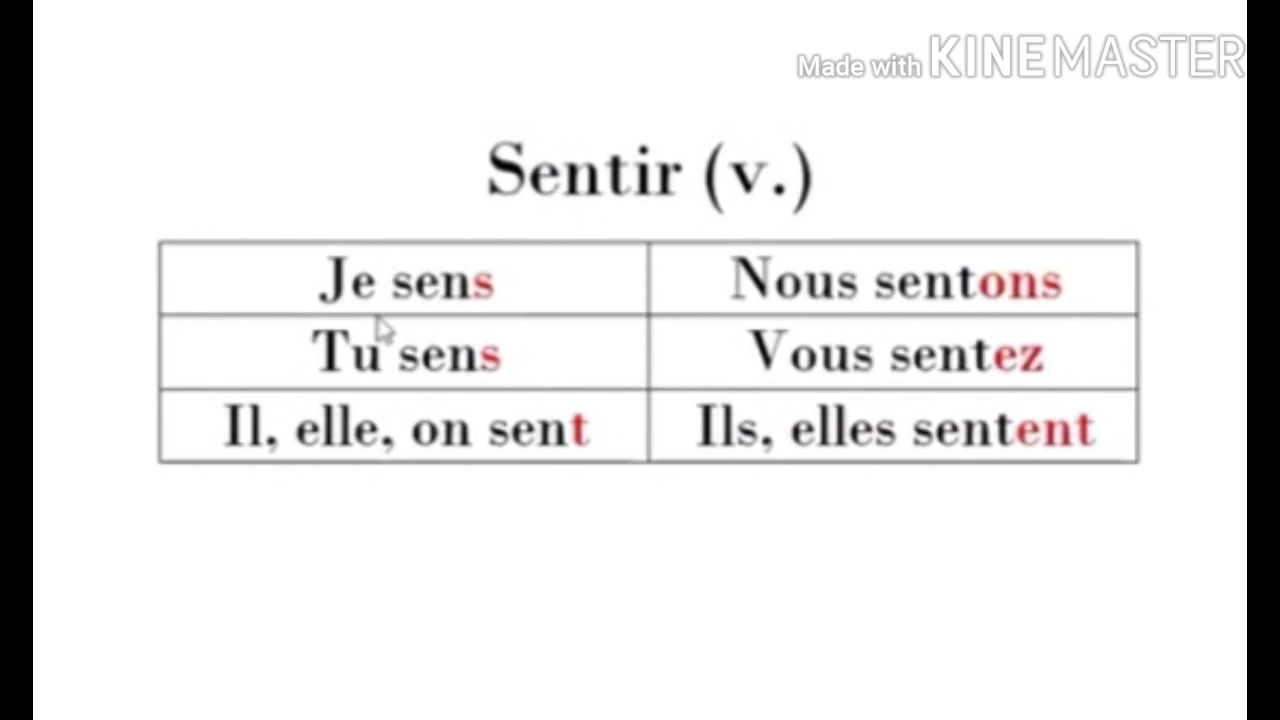 Made with KINEMASTER
Sentir (v.)
Je sens Nous sentons
Tu sens Vous sentez
Il, elle, on sent Ils, elles sentent